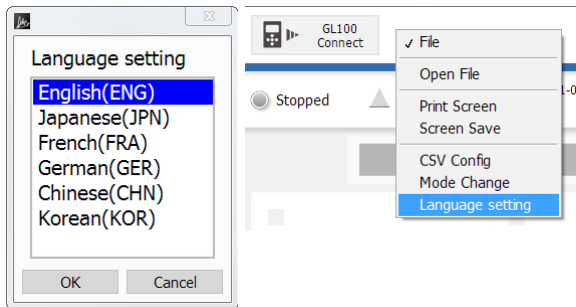 Language setting
English(ENG)
Japanese(JPN)
French(FRA)
German(GER)
Chinese(CHN)
Korean(KOR)
OK
Cancel
GL100
Connect
Stopped
✓ File
Open File
Print Screen
Screen Save
CSV Config
Mode Change
Language setting